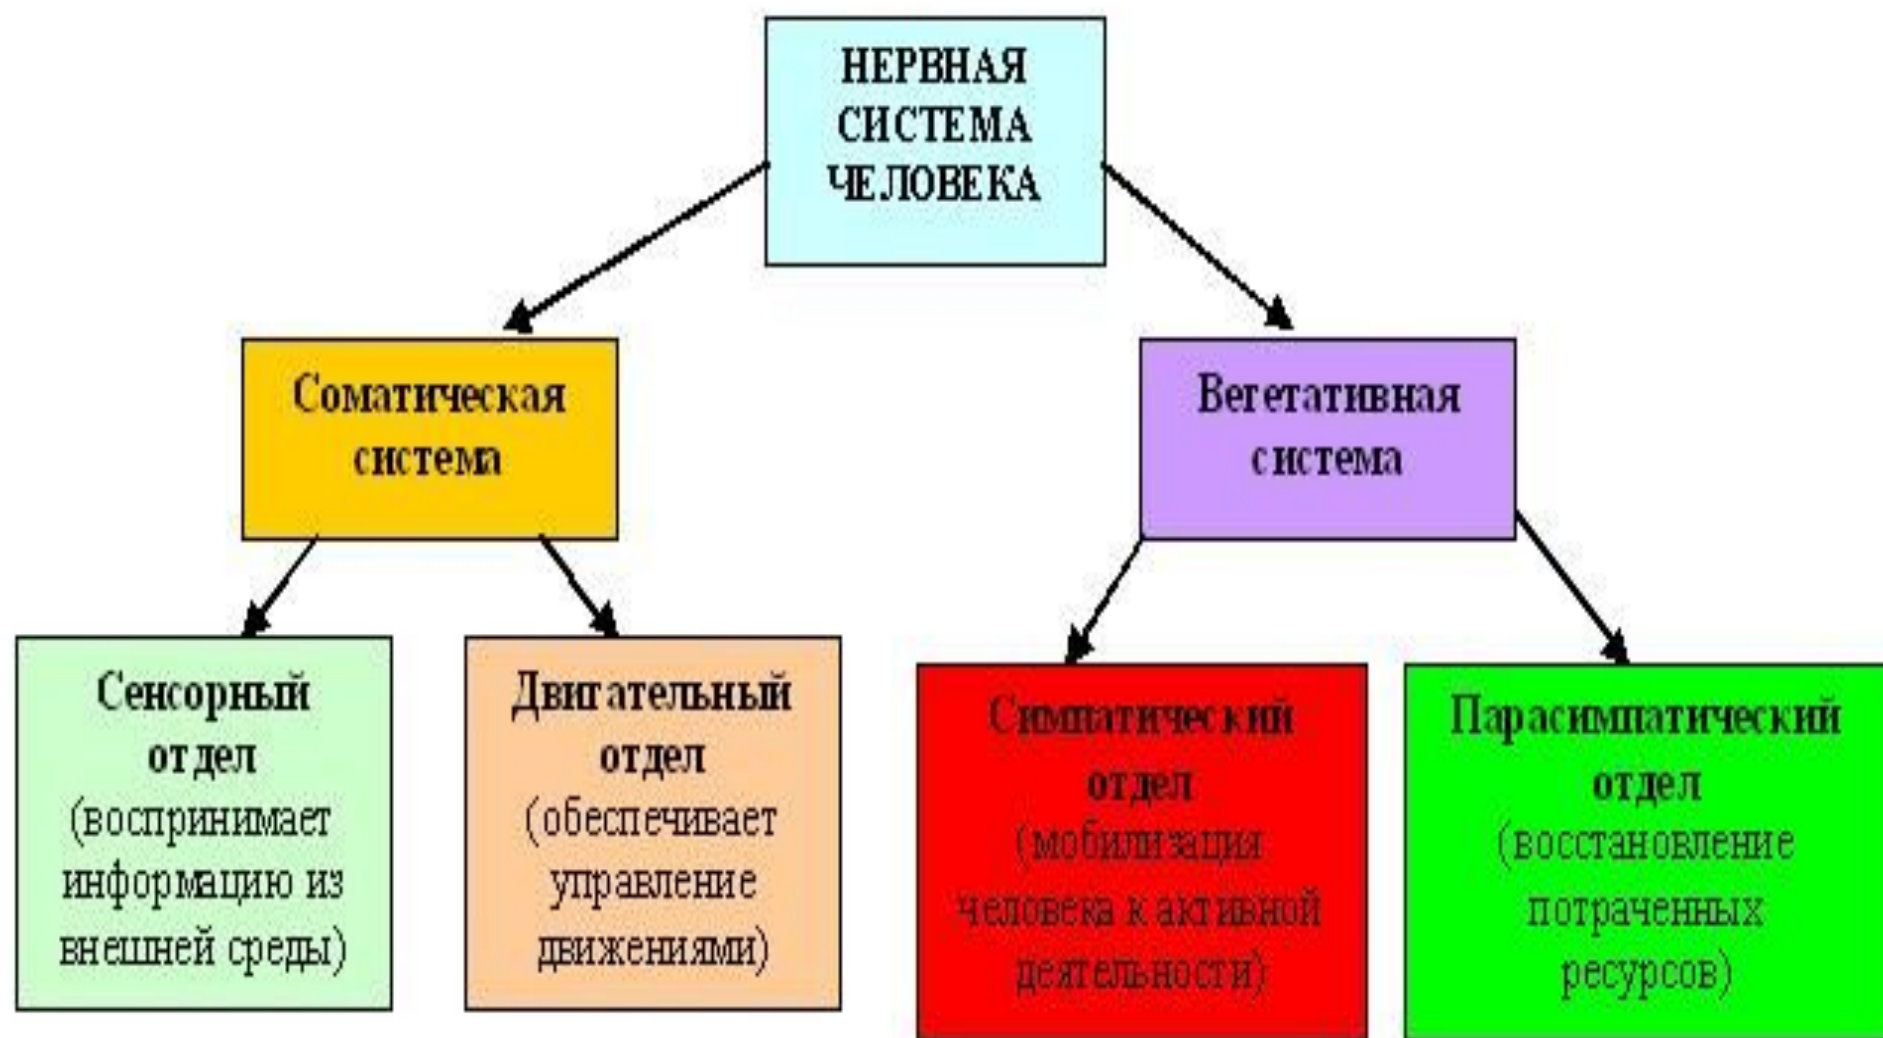 НЕРВНАЯ
СИСТЕМА
ЧЕЛОВЕКА
Соматическая
система
Вегетативная
система
Сенсорный
отдел
(воспринимает
информацию из
внешней среды)
Двигательный
отдел
(обеспечивает
управление
движениями)
Симпатический
отдел
(мобилизация
человека к активной
деятельности)
Парасимпатический
отдел
(восстановление
потраченных
ресурсов)